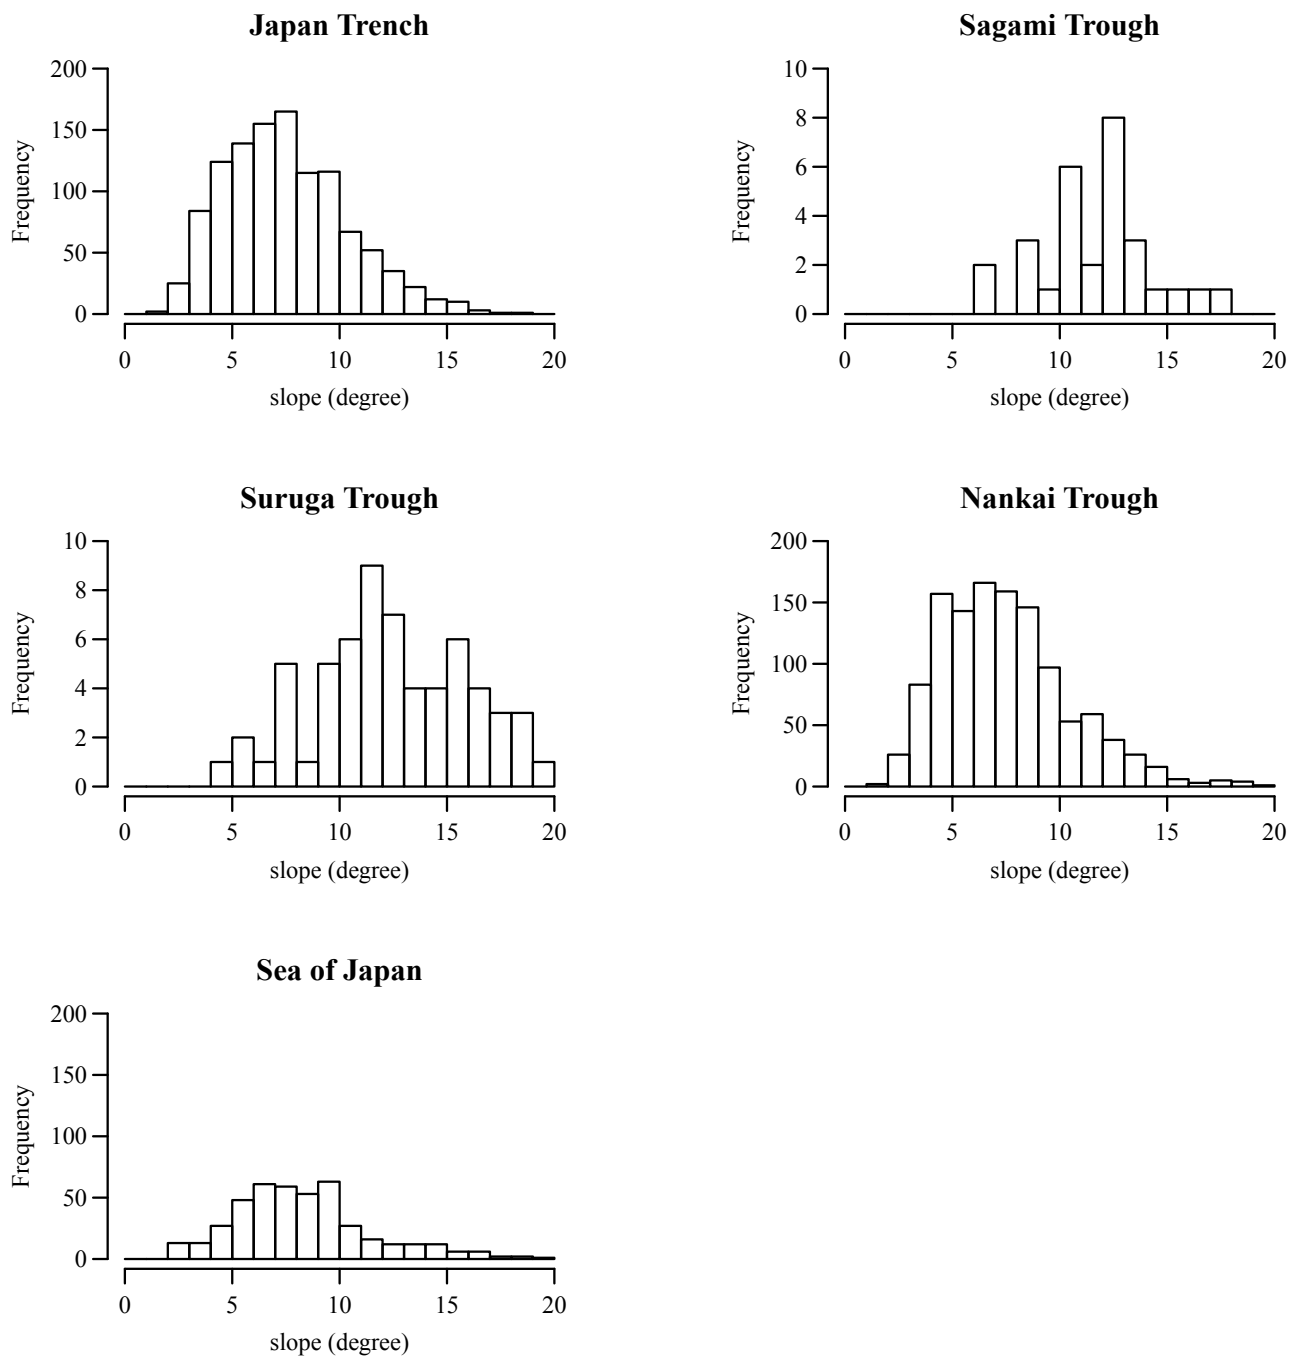 Japan Trench
200
150
100
50
0
Frequency
0 5 10 15 20
slope (degree)
Sagami Trough
10
8
6
4
2
0
Frequency
0 5 10 15 20
slope (degree)
Suruga Trough
10
8
6
4
2
0
Frequency
0 5 10 15 20
slope (degree)
Nankai Trough
200
150
100
50
0
Frequency
0 5 10 15 20
slope (degree)
Sea of Japan
200
150
100
50
0
Frequency
0 5 10 15 20
slope (degree)